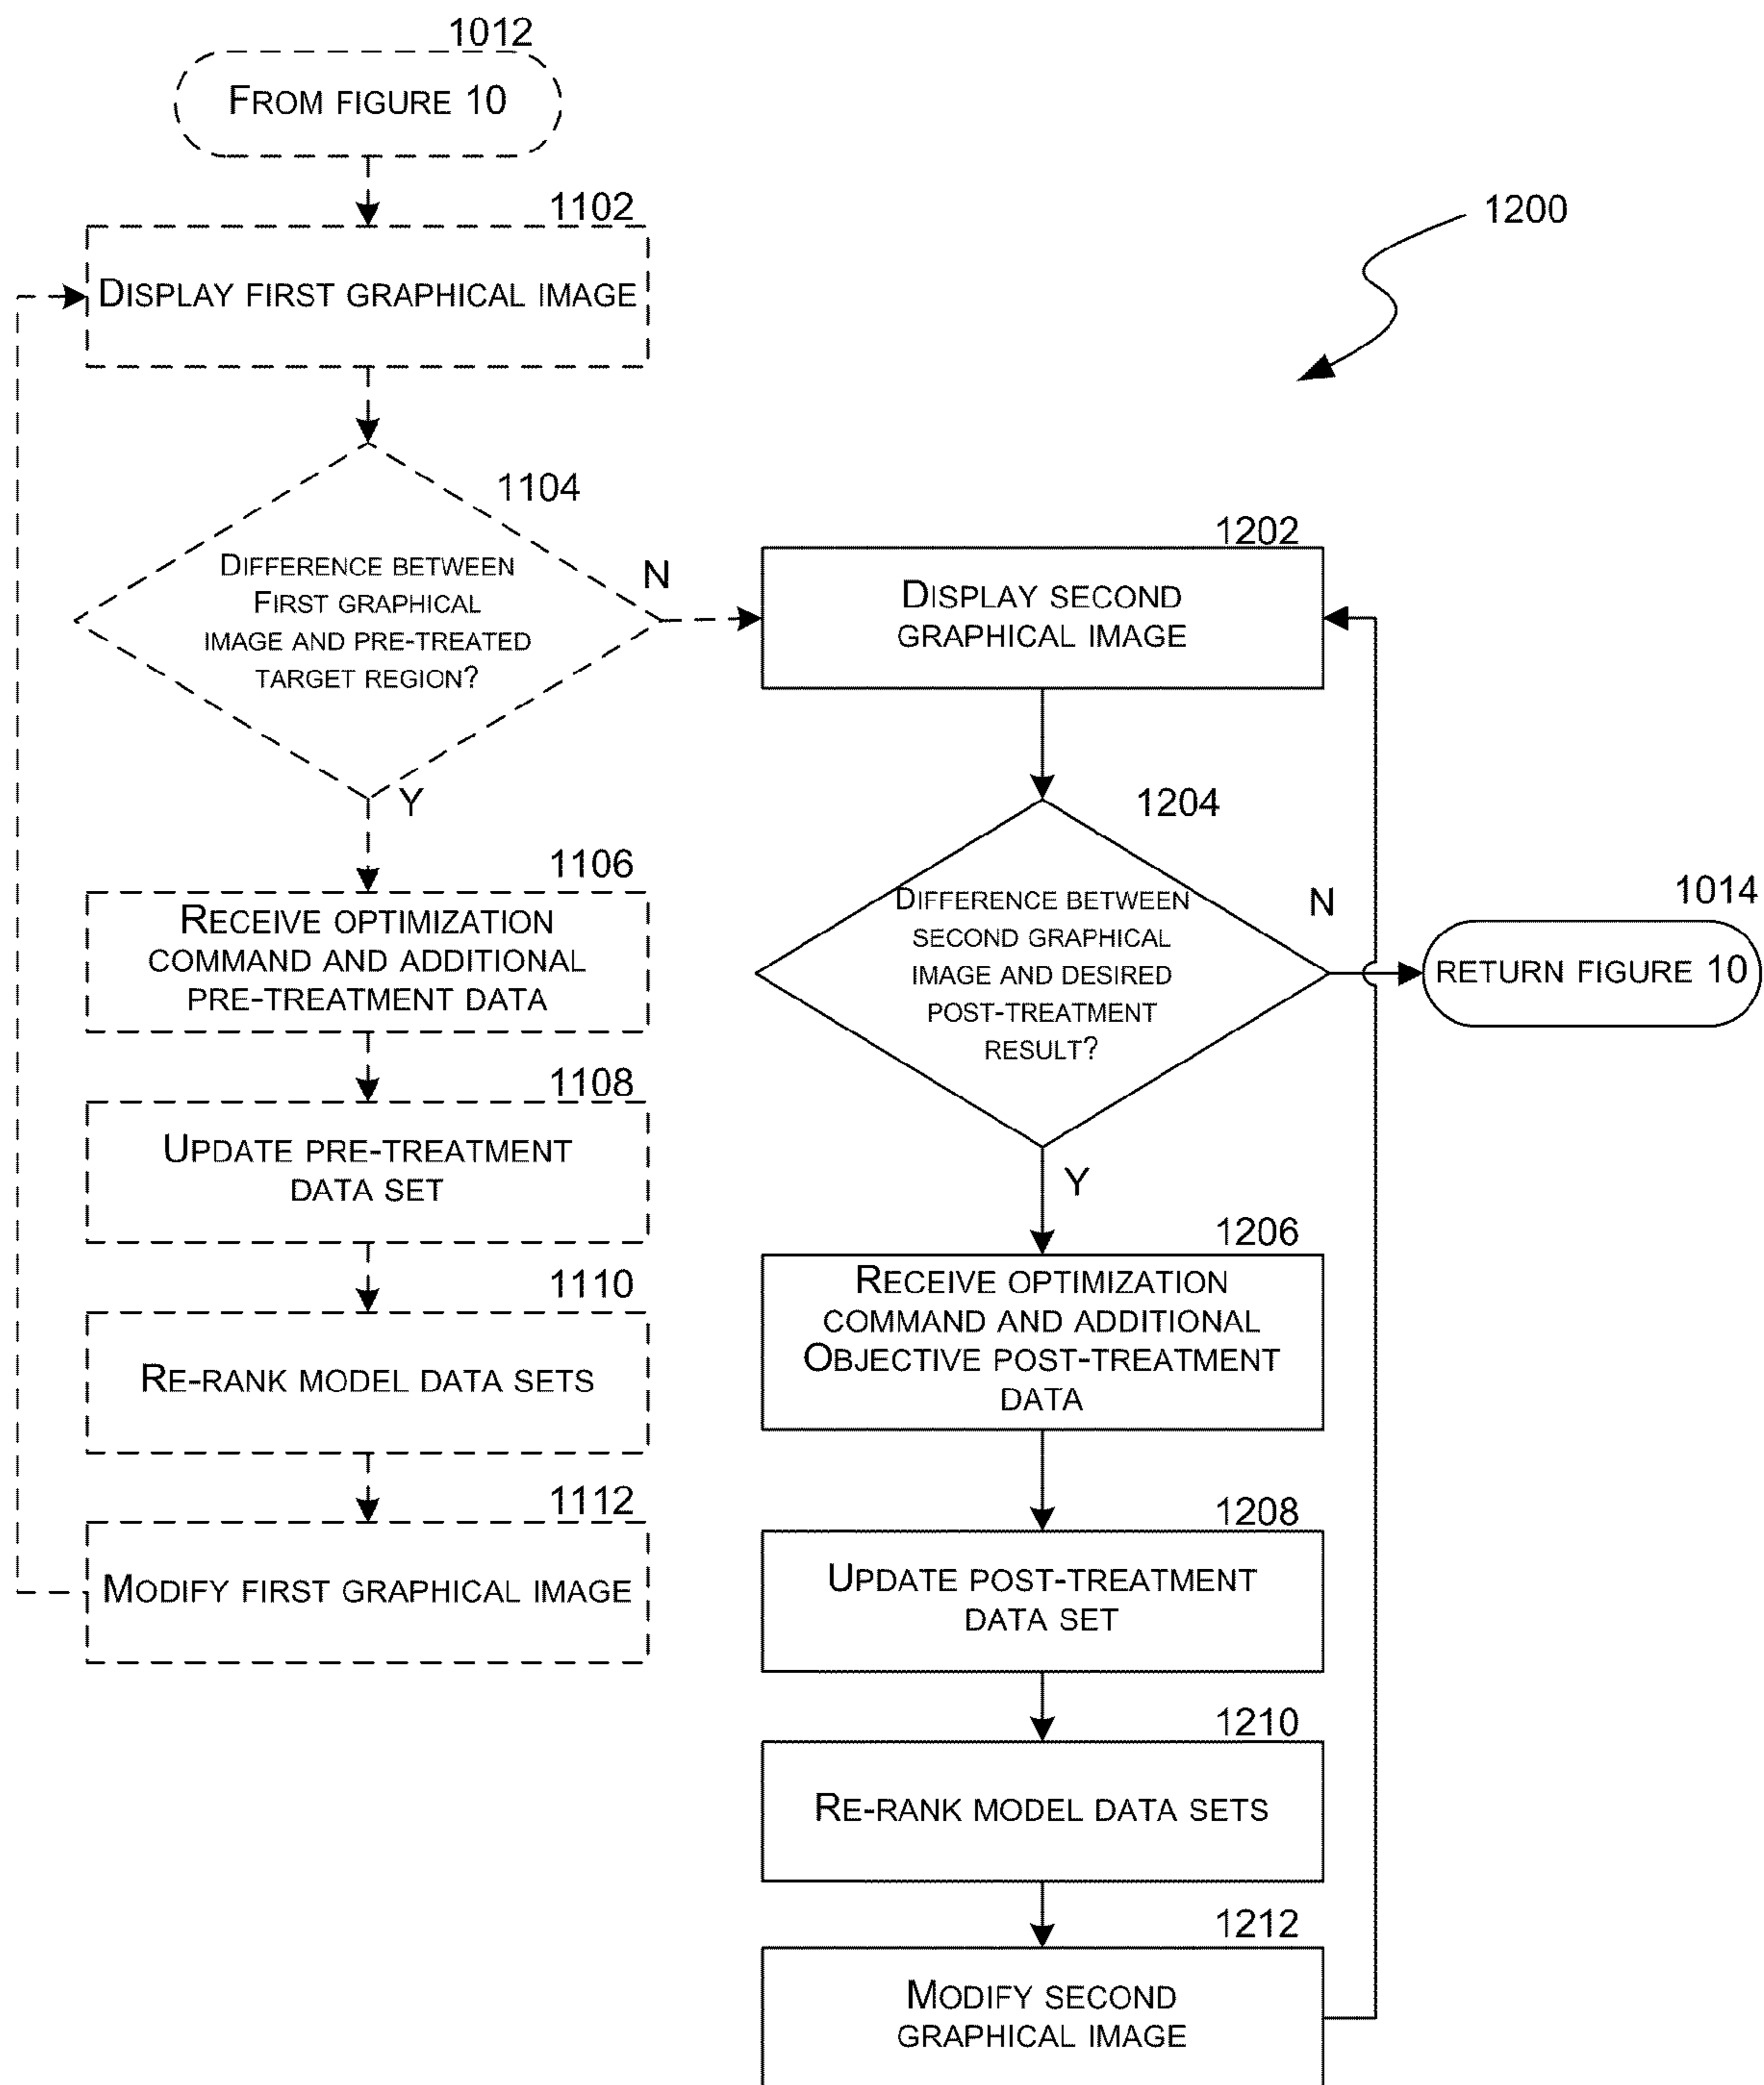 1012
From figure 10
1102
Display first graphical image
1104
Difference between
First graphical
image and pre-treated
target region?
N
Y
1106
Receive optimization
command and additional
pre-treatment data
1108
Update pre-treatment
data set
1110
Re-rank model data sets
1112
Modify first graphical image
1200
1202
Display second
graphical image
1204
Difference between
second graphical
image and desired
post-treatment
result?
N
1014
return figure 10
Y
1206
Receive optimization
command and additional
Objective post-treatment
data
1208
Update post-treatment
data set
1210
Re-rank model data sets
1212
Modify second
graphical image